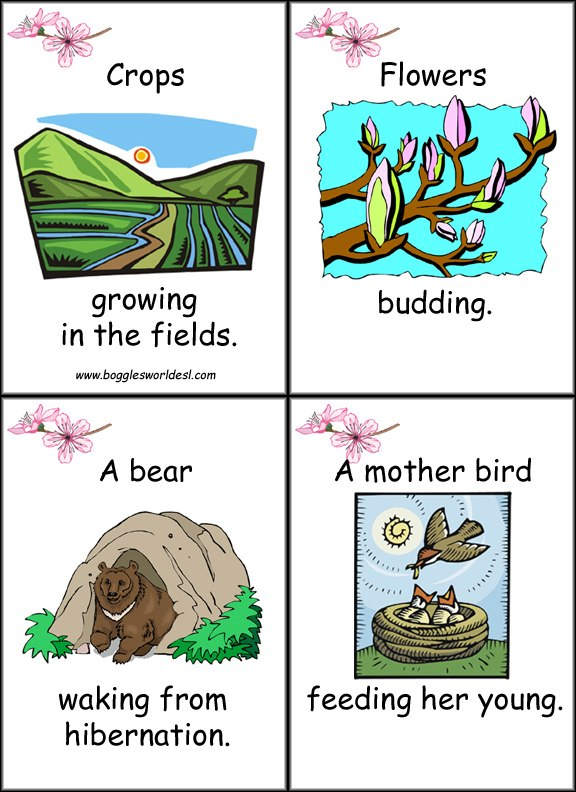 Crops
growing
in the fields.
www.bogglesworldesl.com
Flowers
budding.
A bear
waking from
hibernation.
A mother bird
feeding her young.